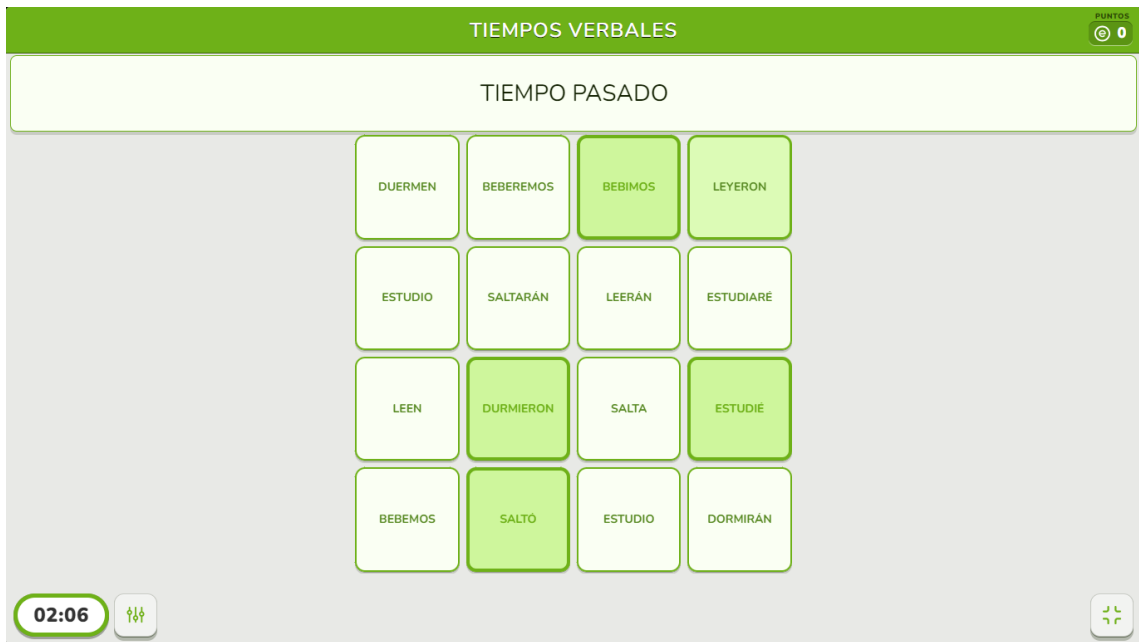 TIEMPOS VERBALES
PUNTOS
0
TIEMPO PASADO
DUERMEN BEBEREMOS BEBIMOS LEYERON
ESTUDIO SALTARÁN LEERÁN ESTUDIARÉ
LEEN DURMIERON SALTA ESTUDIÉ
BEBEMOS SALTÓ ESTUDIO DORMIRÁN
02:06